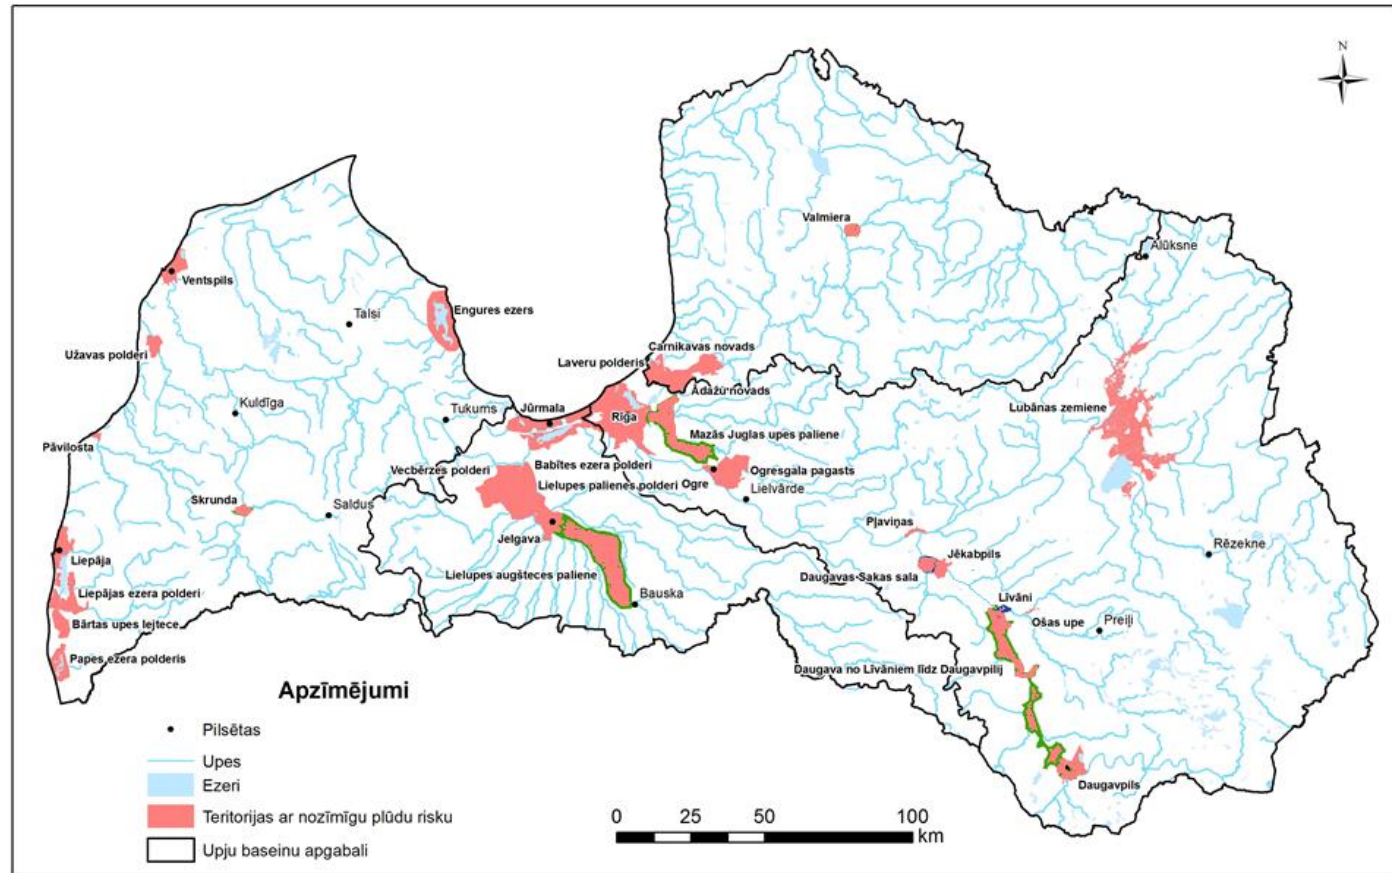 N
Valmiera
Alūksne
Ventspils
Talsi
Engures ezers
Užavas polderi
Carnikavas novads
Laveru polderis
Ādažu novads
Kuldīga
Tukums
Jūrmala
Rīga
Lubānas zemiene
Pāvilosta
Mazās Juglas upes paliene
Vecbērzes polderi
Babītes ezera polderi
Ogresgala pagasts
Lielupes palienes polderi
Ogre
Lielvārde
Skrunda
Saldus
Pļaviņas
Jelgava
Jēkabpils
Rēzekne
Liepāja
Lielupes augšteces paliene
Daugavas Sakas sala
Liepājas ezera polderi
Bauska
Līvāni
Bārtas upes lejtece
Ošas upe
Preiļi
Papes ezera polderis
Daugava no Līvāniem līdz Daugavpilij
Daugavpils
Apzīmējumi
Pilsētas
Upes
Ezeri
Teritorijas ar nozīmīgu plūdu risku
Upju baseinu apgabali
0 25 50 100
km